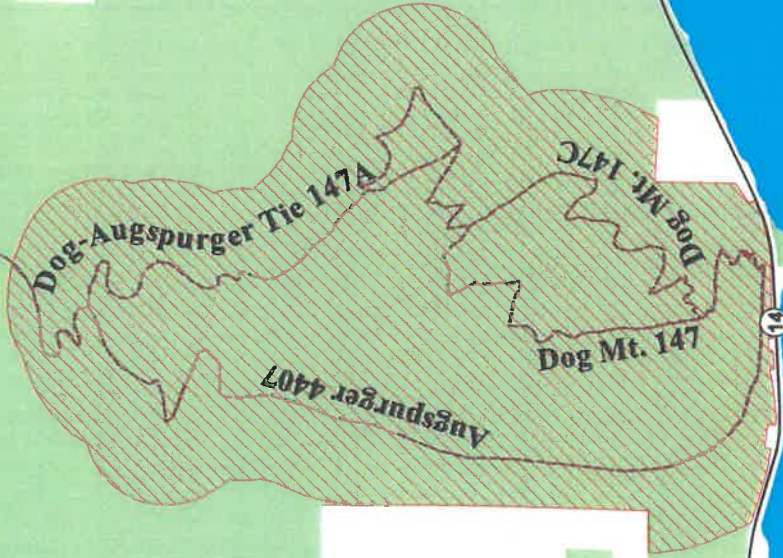 Dog Mt. 147C
Dog-Augspurger Tie 147A
14
Dog Mt. 147
Augspurger 4407